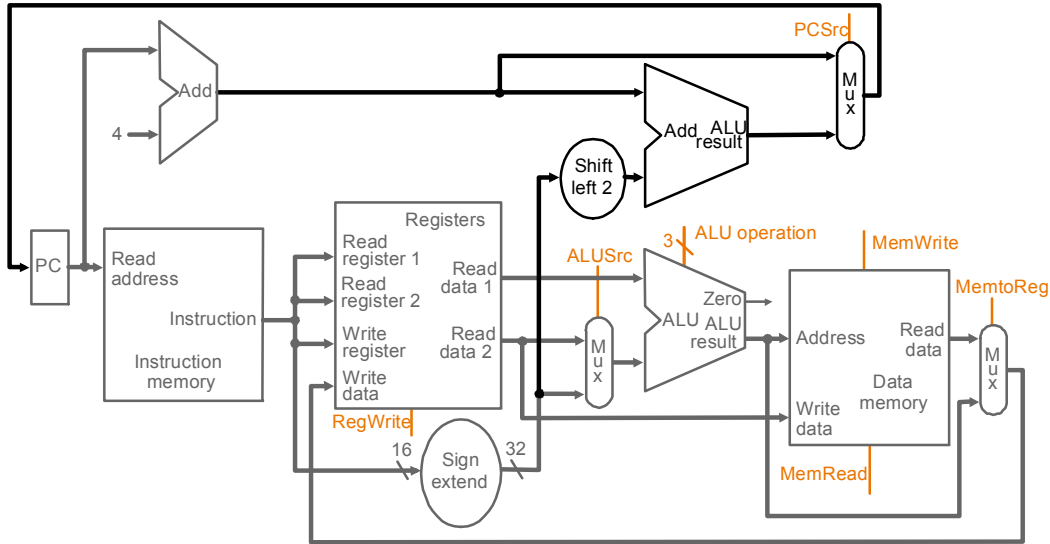 PCSrc
M
u
x
Add
4
Add ALU
result
Shift
left 2
PC
Read
address
Instruction
Instruction
memory
Registers
Read
register 1
Read
register 2
Write
register
Write
data
Read
data 1
Read
data 2
RegWrite
16
Sign
extend
32
ALUSrc
M
u
x
3
ALU operation
Zero
ALU ALU
result
MemWrite
Address
Read
data
Write
data
Data
memory
MemRead
MemtoReg
M
u
x